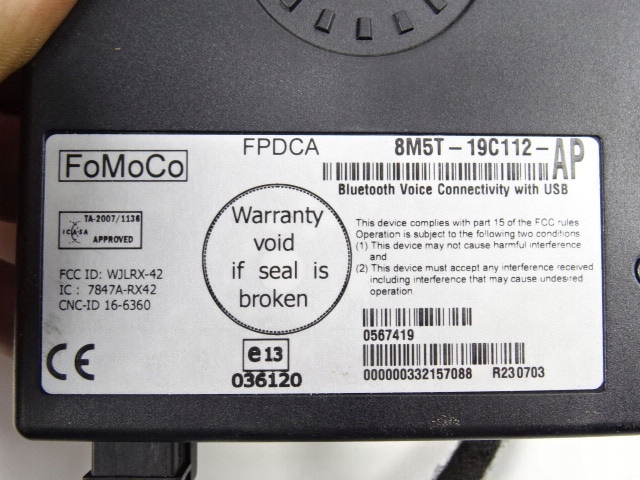 FoMoCo
FPDCA
8M5T-19C112-AP
Bluetooth Voice Connectivity with USB
TA-2007/1136
ICASA
APPROVED
Warranty
void
if seal is
broken
This device complies with part 15 of the FCC rules
Operation is subject to the following two conditions
(1) This device may not cause harmful interference
and
(2) This device must accept any interference received
including interference that may cause undesired
operation
FCC ID: WJLRX-42
IC : 7847A-RX42
CNC-ID 16-6360
0567419
CE
e13
036120
000000332157088 R230703